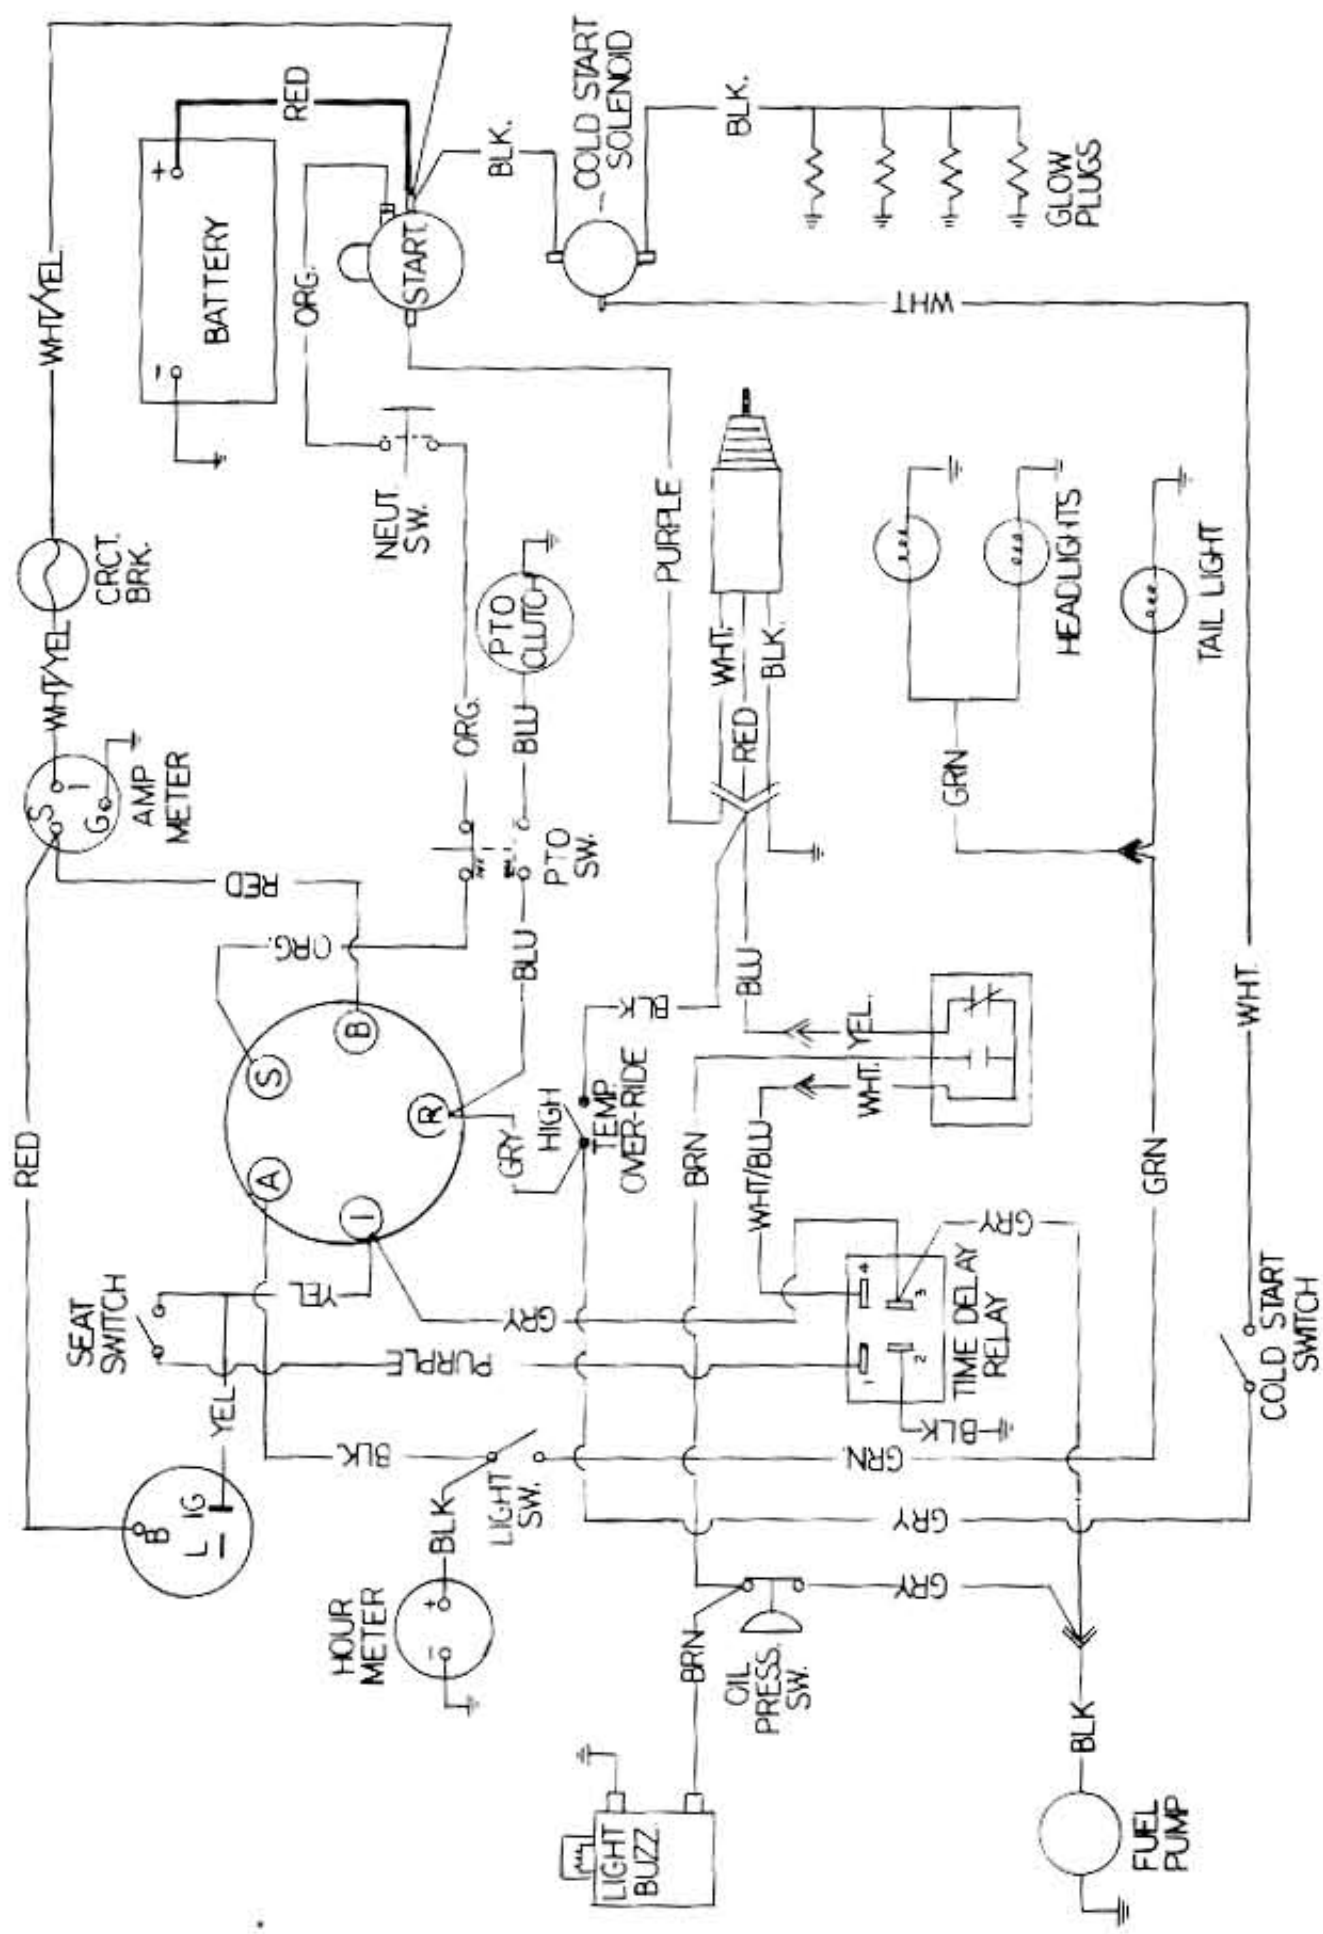 WHT/YEL
CRCT.
BRK.
WHT/YEL
S
I
G
AMP
METER
RED
BATTERY
+
-
RED
ORG.
START.
BLK.
COLD START
SOLENOID
BLK.
GLOW
PLUGS
WHT
NEUT.
SW.
PURPLE
PTO
CLUTCH
ORG.
BLU
PTO
SW.
RED
ORG.
BLU
WHT.
RED
BLK.
HEADLIGHTS
TAIL LIGHT
GRN
BLU
BLK
YEL.
WHT.
WHT.
S
B
A
R
I
GRY
HIGH
TEMP.
OVER-RIDE
BRN
WHT/BLU
GRN
SEAT
SWITCH
YEL
GRY
PURPLE
4
3
1
2
TIME DELAY
RELAY
GRY
BLK
COLD START
SWITCH
YEL
BLK
LIGHT
SW.
GRN.
B
L
IG
BLK
HOUR
METER
+
-
GRY
GRY
BRN
OIL
PRESS.
SW.
LIGHT
BUZZ.
BLK
FUEL
PUMP